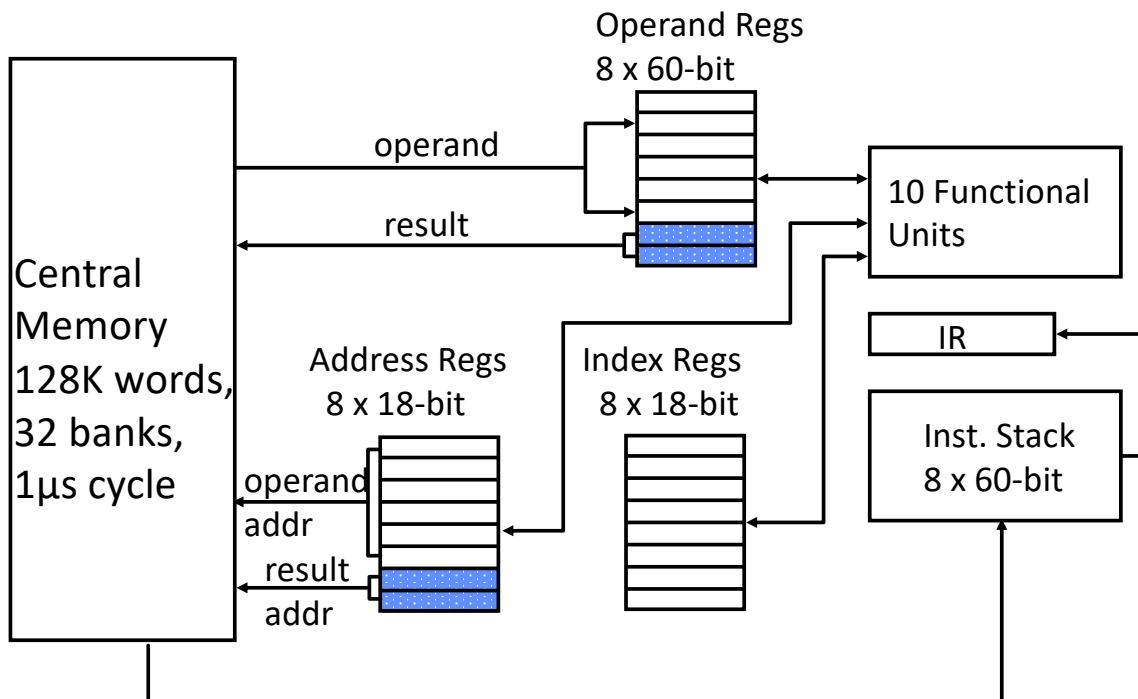 Operand Regs
8 x 60-bit
operand
result
10 Functional
Units
Central
Memory
128K words,
32 banks,
1µs cycle
IR
Address Regs
8 x 18-bit
Index Regs
8 x 18-bit
Inst. Stack
8 x 60-bit
operand
addr
result
addr